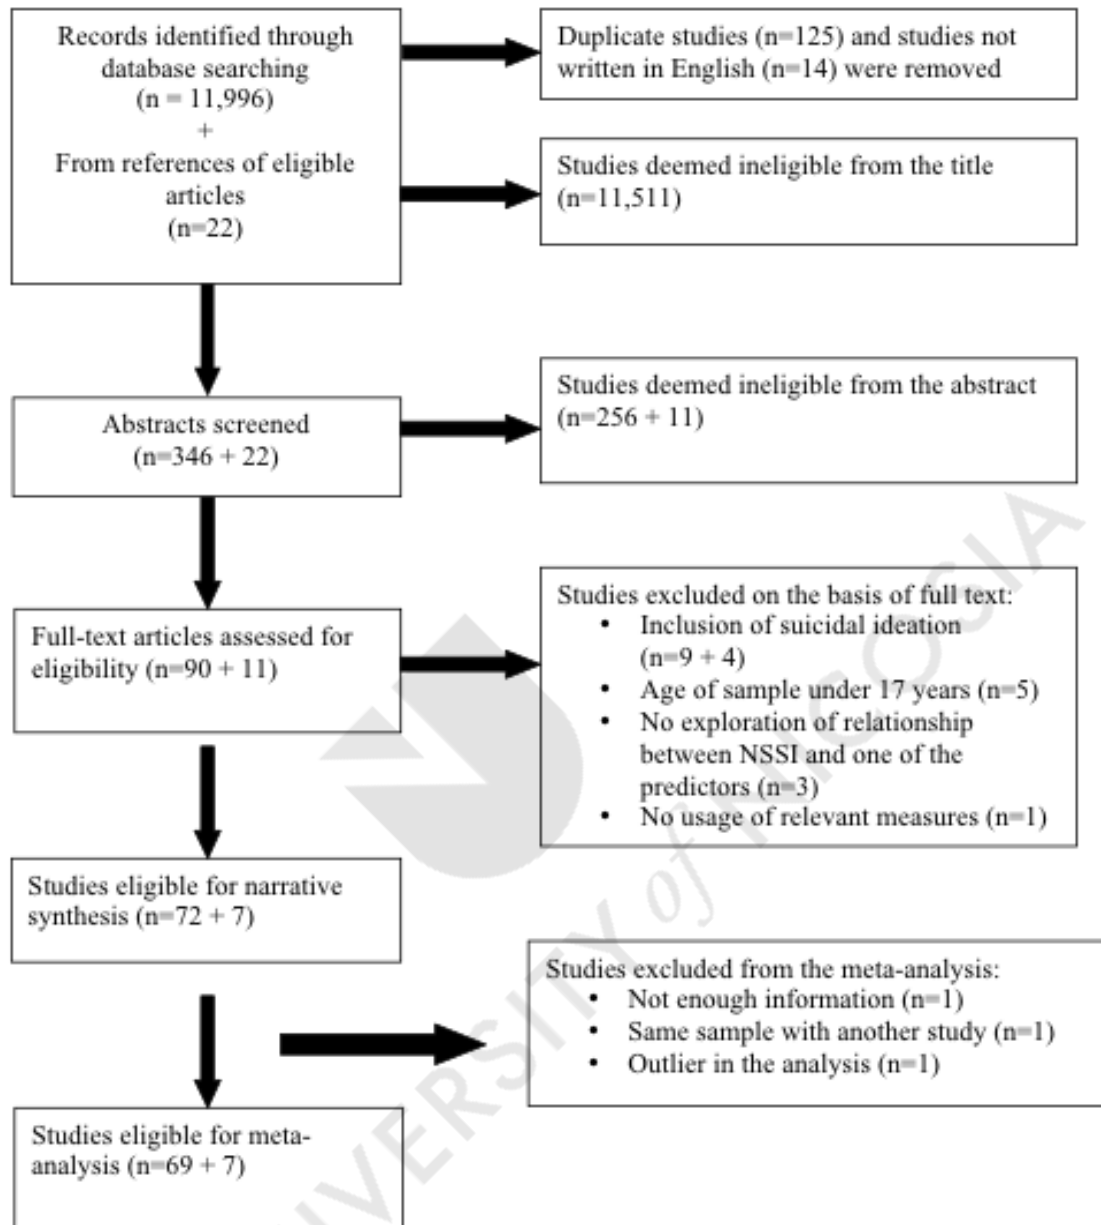 Records identified through
database searching
(n = 11,996)
+
From references of eligible
articles
(n=22)
Duplicate studies (n=125) and studies not
written in English (n=14) were removed
Studies deemed ineligible from the title
(n=11,511)
Abstracts screened
(n=346 + 22)
Studies deemed ineligible from the abstract
(n=256 + 11)
Full-text articles assessed for
eligibility (n=90 + 11)
Studies excluded on the basis of full text:
• Inclusion of suicidal ideation
(n=9 + 4)
• Age of sample under 17 years (n=5)
• No exploration of relationship
between NSSI and one of the
predictors (n=3)
• No usage of relevant measures (n=1)
Studies eligible for narrative
synthesis (n=72 + 7)
Studies excluded from the meta-analysis:
• Not enough information (n=1)
• Same sample with another study (n=1)
• Outlier in the analysis (n=1)
Studies eligible for meta-
analysis (n=69 + 7)
UNIVERSITY of NICOSIA